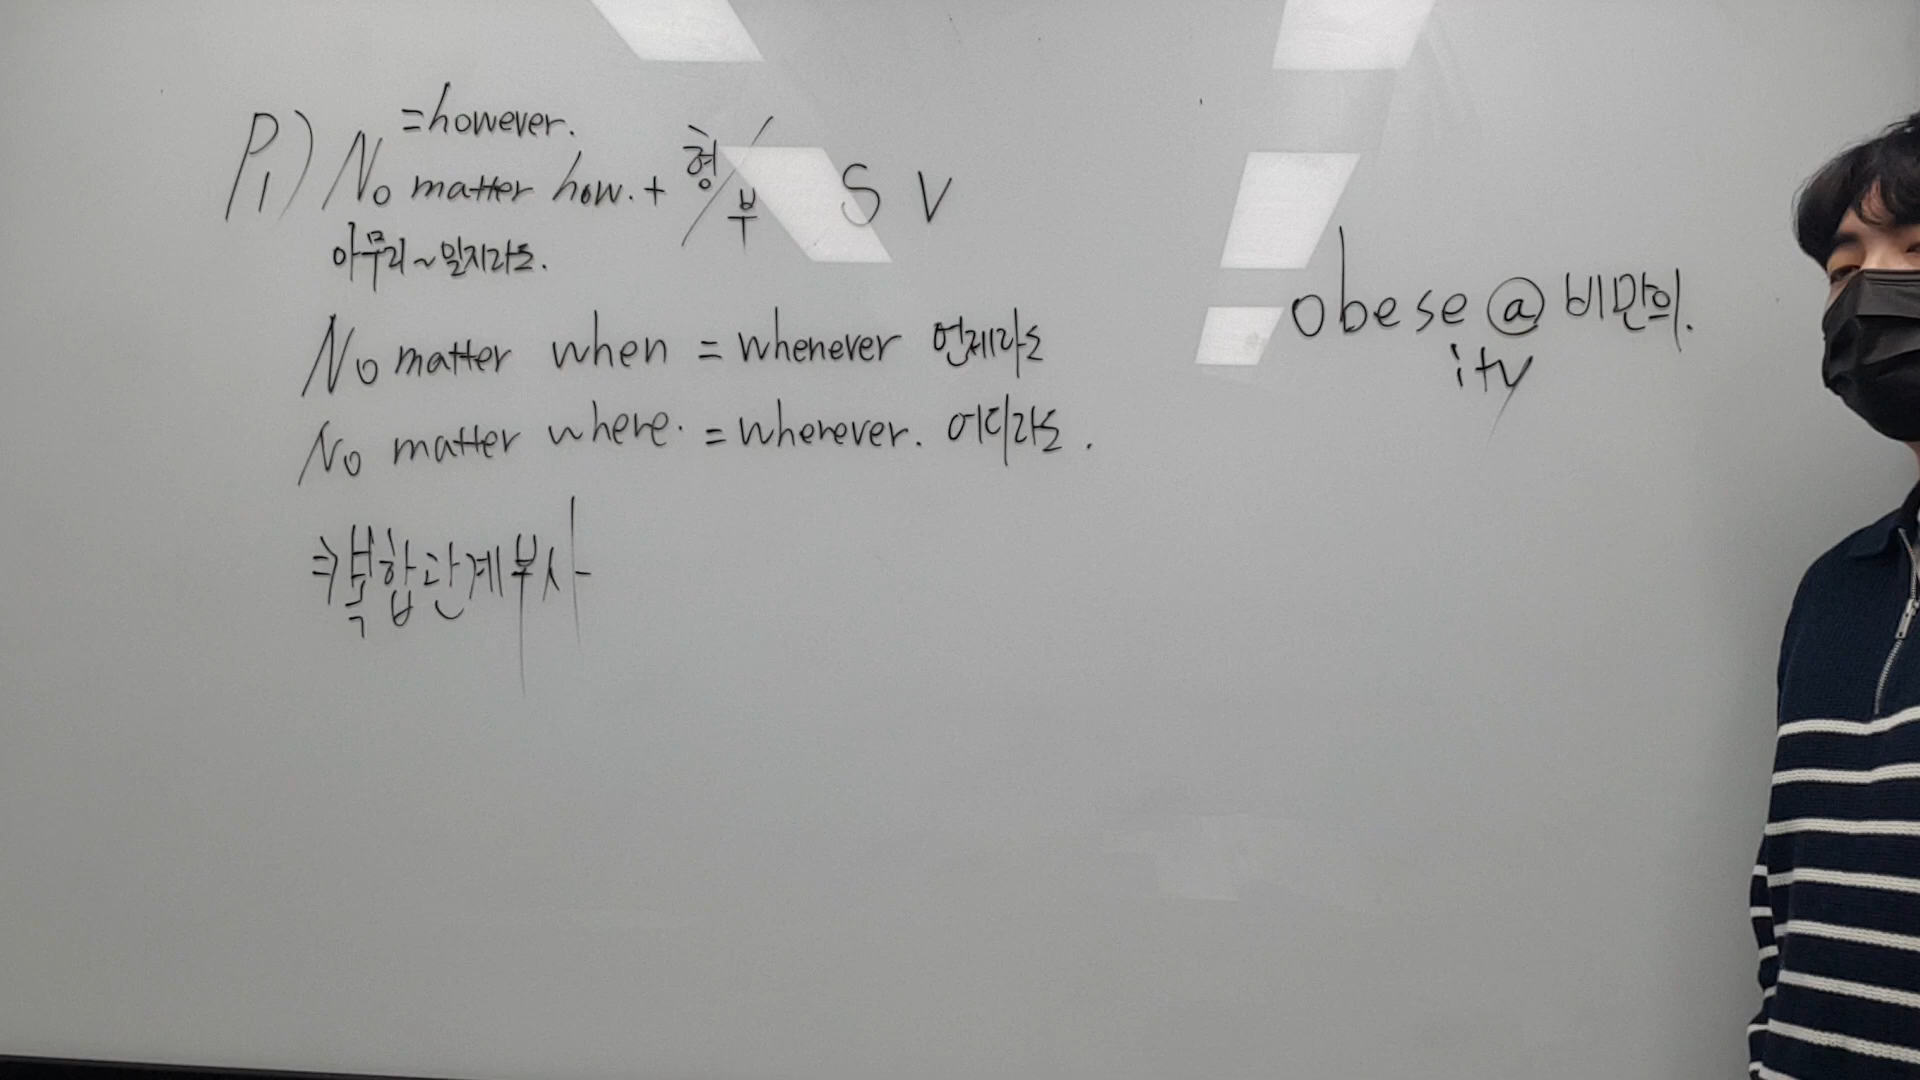 =however.
P1) No matter how. + 형/부 S V
아무리~일지라도.
No matter when = whenever 언제라도
No matter where. = wherever. 어디라도.
⇒복합관계부사
obese ⓐ 비만의.
ity